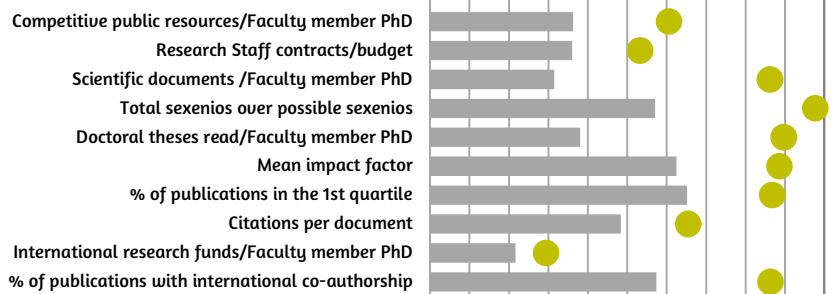 Competitive public resources/Faculty member PhD
Research Staff contracts/budget
Scientific documents /Faculty member PhD
Total sexenios over possible sexenios
Doctoral theses read/Faculty member PhD
Mean impact factor
% of publications in the 1st quartile
Citations per document
International research funds/Faculty member PhD
% of publications with international co-authorship